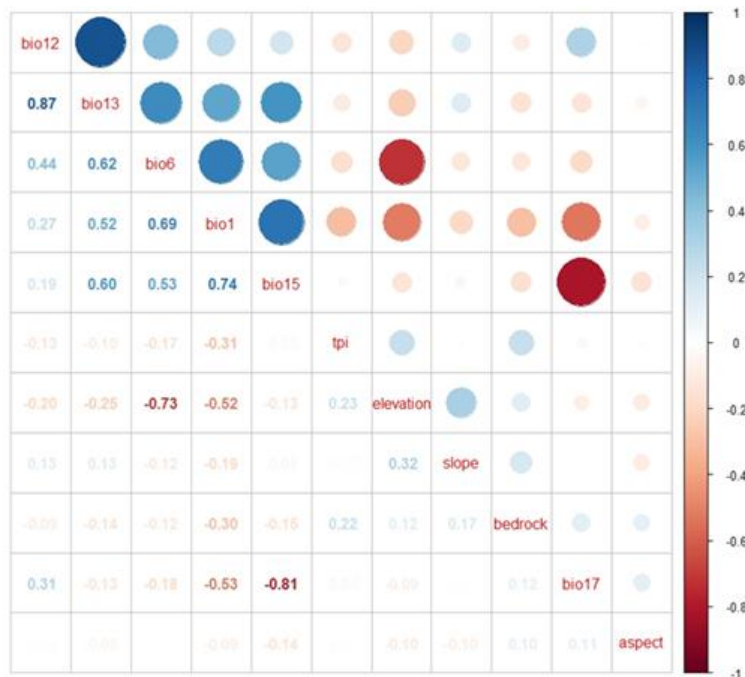 bio12
0.87 bio13
0.44 0.62 bio6
0.27 0.52 0.69 bio1
0.19 0.60 0.53 0.74 bio15
-0.13 -0.10 -0.17 -0.31 tpi
-0.20 -0.25 -0.73 -0.52 -0.13 0.23 elevation
0.13 0.13 -0.12 -0.19 0.32 slope
-0.09 -0.14 -0.12 -0.30 -0.15 0.22 0.12 0.17 bedrock
0.31 -0.13 -0.18 -0.53 -0.81 -0.09 0.12 bio17
-0.09 -0.14 -0.10 -0.10 0.10 0.11 aspect
1
0.8
0.6
0.4
0.2
0
-0.2
-0.4
-0.6
-0.8
-1